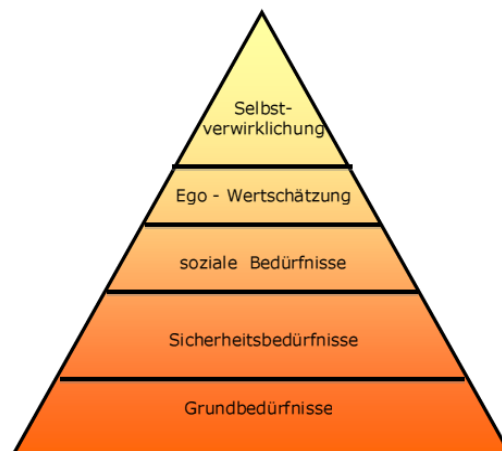 Selbst-
verwirklichung
Ego - Wertschätzung
soziale Bedürfnisse
Sicherheitsbedürfnisse
Grundbedürfnisse